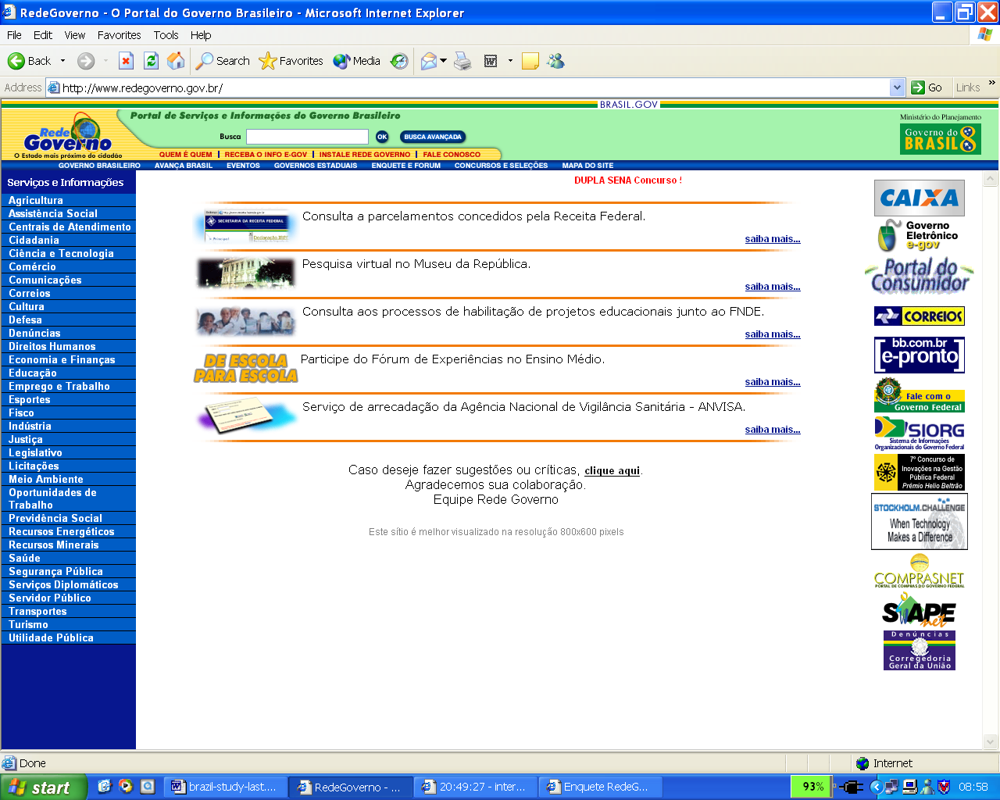 RedeGoverno - O Portal do Governo Brasileiro - Microsoft Internet Explorer
File Edit View Favorites Tools Help
Back Search Favorites Media
Address http://www.redegoverno.gov.br/ Go Links »
BRASIL.GOV
Portal de Serviços e Informações do Governo Brasileiro
Rede Governo
O Estado mais próximo do cidadão
Busca OK BUSCA AVANÇADA
QUEM É QUEM | RECEBA O INFO E-GOV | INSTALE REDE GOVERNO | FALE CONOSCO
Ministério do Planejamento
Governo do
BRASIL
GOVERNO BRASILEIRO AVANÇA BRASIL EVENTOS GOVERNOS ESTADUAIS ENQUETE E FORUM CONCURSOS E SELEÇÕES MAPA DO SITE
Serviços e Informações
Agricultura
Assistência Social
Centrais de Atendimento
Cidadania
Ciência e Tecnologia
Comércio
Comunicações
Correios
Cultura
Defesa
Denúncias
Direitos Humanos
Economia e Finanças
Educação
Emprego e Trabalho
Esportes
Fisco
Indústria
Justiça
Legislativo
Licitações
Meio Ambiente
Oportunidades de
Trabalho
Previdência Social
Recursos Energéticos
Recursos Minerais
Saúde
Segurança Pública
Serviços Diplomáticos
Servidor Público
Transportes
Turismo
Utilidade Pública
DUPLA SENA Concurso !
SECRETARIA DA RECEITA FEDERAL
Consulta a parcelamentos concedidos pela Receita Federal.
saiba mais...
Pesquisa virtual no Museu da República.
saiba mais...
Consulta aos processos de habilitação de projetos educacionais junto ao FNDE.
saiba mais...
DE ESCOLA
PARA ESCOLA
Participe do Fórum de Experiências no Ensino Médio.
saiba mais...
Serviço de arrecadação da Agência Nacional de Vigilância Sanitária - ANVISA.
saiba mais...
Caso deseje fazer sugestões ou críticas, clique aqui.
Agradecemos sua colaboração.
Equipe Rede Governo
Este sítio é melhor visualizado na resolução 800x600 pixels
CAIXA
Governo
Eletrônico
e-gov
Portal do
Consumidor
CORREIOS
bb.com.br
e-pronto
Fale com o
Governo Federal
SIORG
Sistema de Informações
Organizacionais do Governo Federal
7º Concurso de
Inovações na Gestão
Pública Federal
Prêmio Helio Beltrão
STOCKHOLM.CHALLENGE
When Technology
Makes a Difference
COMPRASNET
PORTAL DE COMPRAS DO GOVERNO FEDERAL
SIAPE
net
Denúncias
Corregedoria
Geral da União
Done Internet
start brazil-study-last.... RedeGoverno - ... 20:49:27 - inter... Enquete RedeG... 93% 08:58